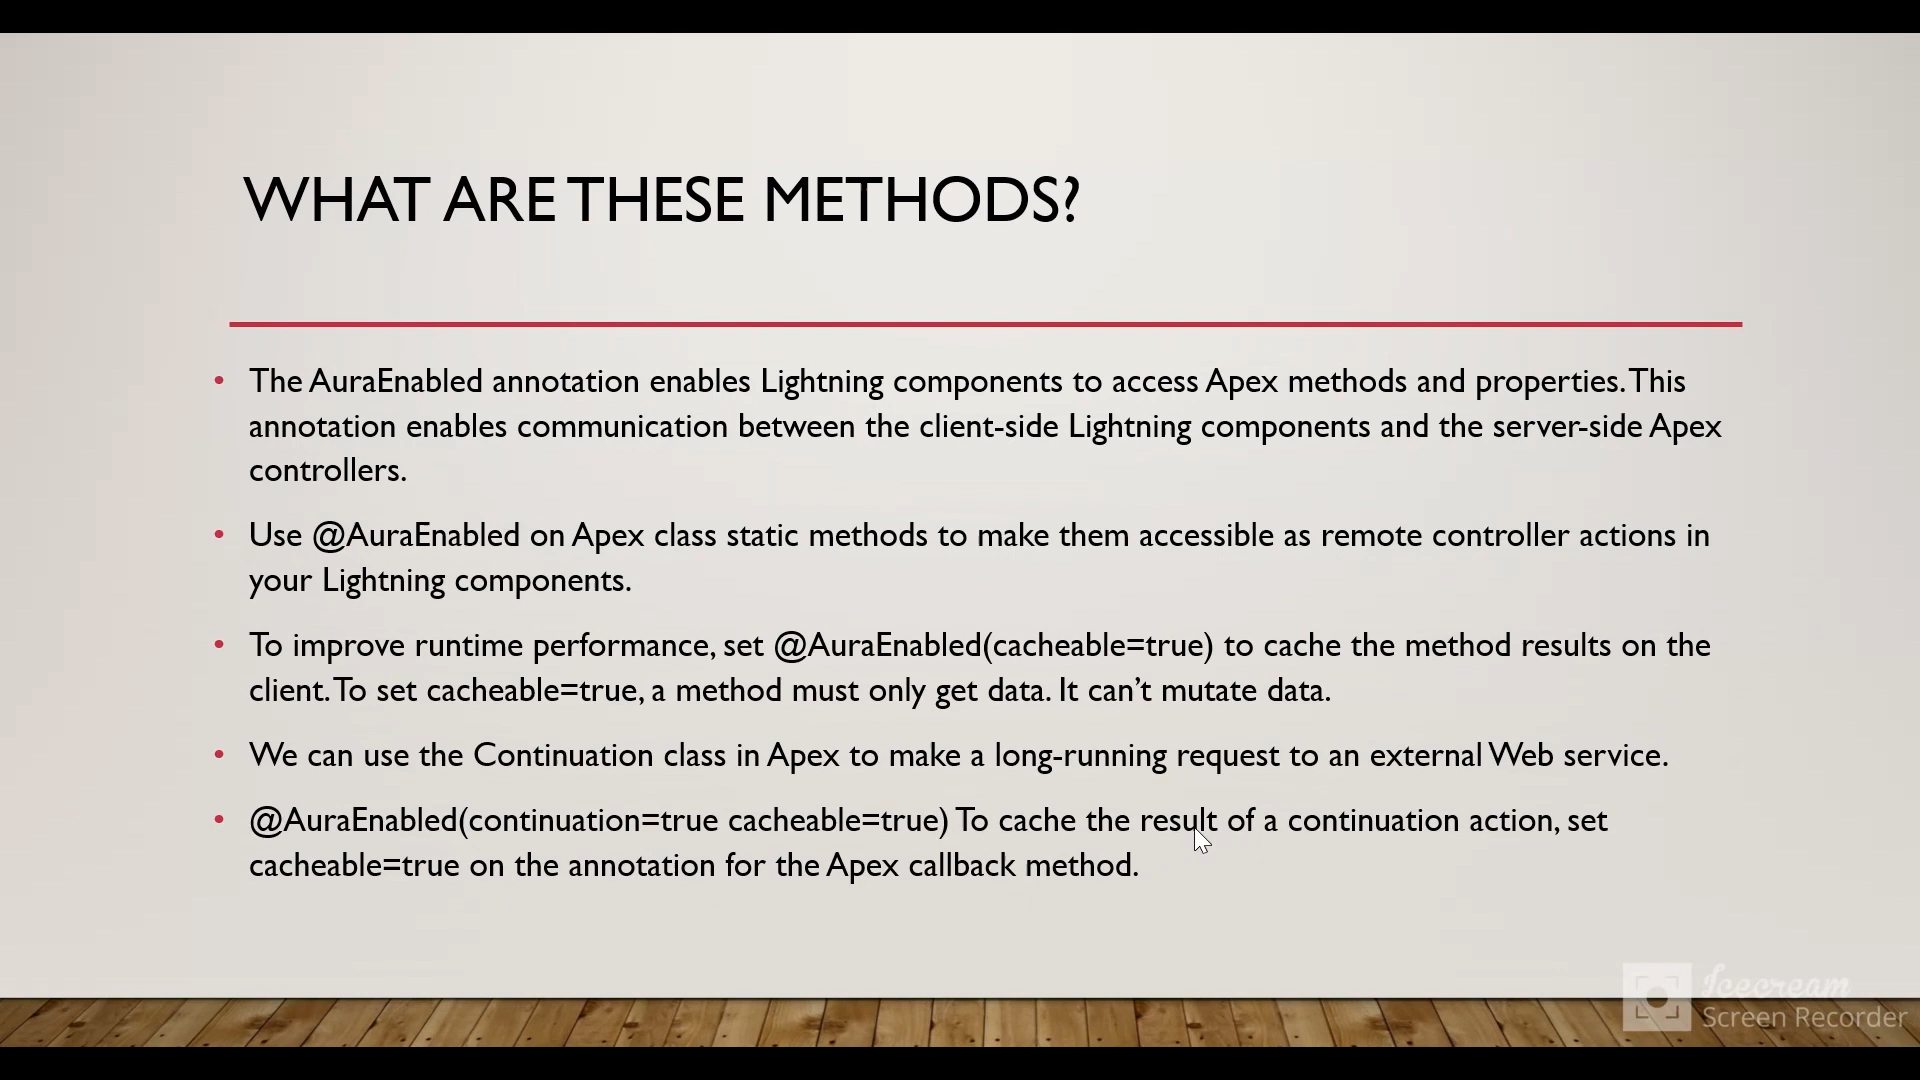 WHAT ARE THESE METHODS?
• The AuraEnabled annotation enables Lightning components to access Apex methods and properties. This
annotation enables communication between the client-side Lightning components and the server-side Apex
controllers.
• Use @AuraEnabled on Apex class static methods to make them accessible as remote controller actions in
your Lightning components.
• To improve runtime performance, set @AuraEnabled(cacheable=true) to cache the method results on the
client. To set cacheable=true, a method must only get data. It can’t mutate data.
• We can use the Continuation class in Apex to make a long-running request to an external Web service.
• @AuraEnabled(continuation=true cacheable=true) To cache the result of a continuation action, set
cacheable=true on the annotation for the Apex callback method.
Icecream
Screen Recorder